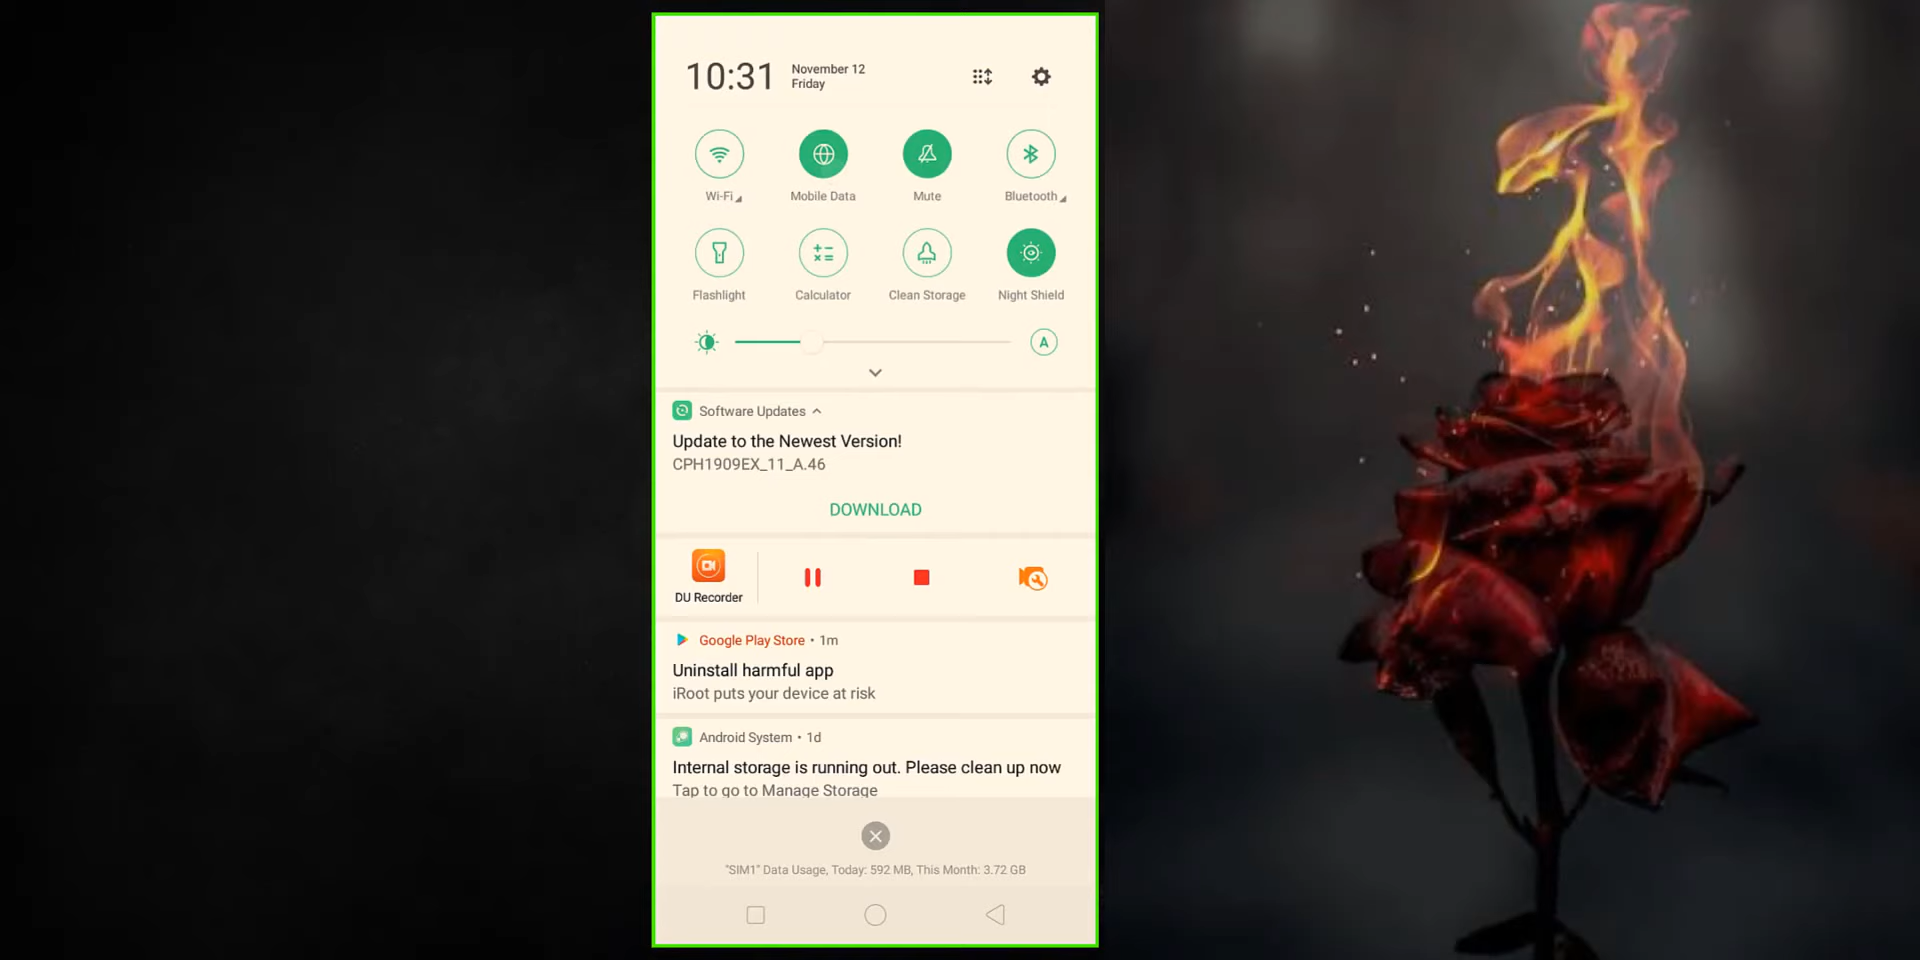 10:31
November 12
Friday
Wi-Fi
Mobile Data
Mute
Bluetooth
Flashlight
Calculator
Clean Storage
Night Shield
A
Software Updates
Update to the Newest Version!
CPH1909EX_11_A.46
DOWNLOAD
DU Recorder
Google Play Store • 1m
Uninstall harmful app
iRoot puts your device at risk
Android System • 1d
Internal storage is running out. Please clean up now
Tap to go to Manage Storage
"SIM1" Data Usage, Today: 592 MB, This Month: 3.72 GB